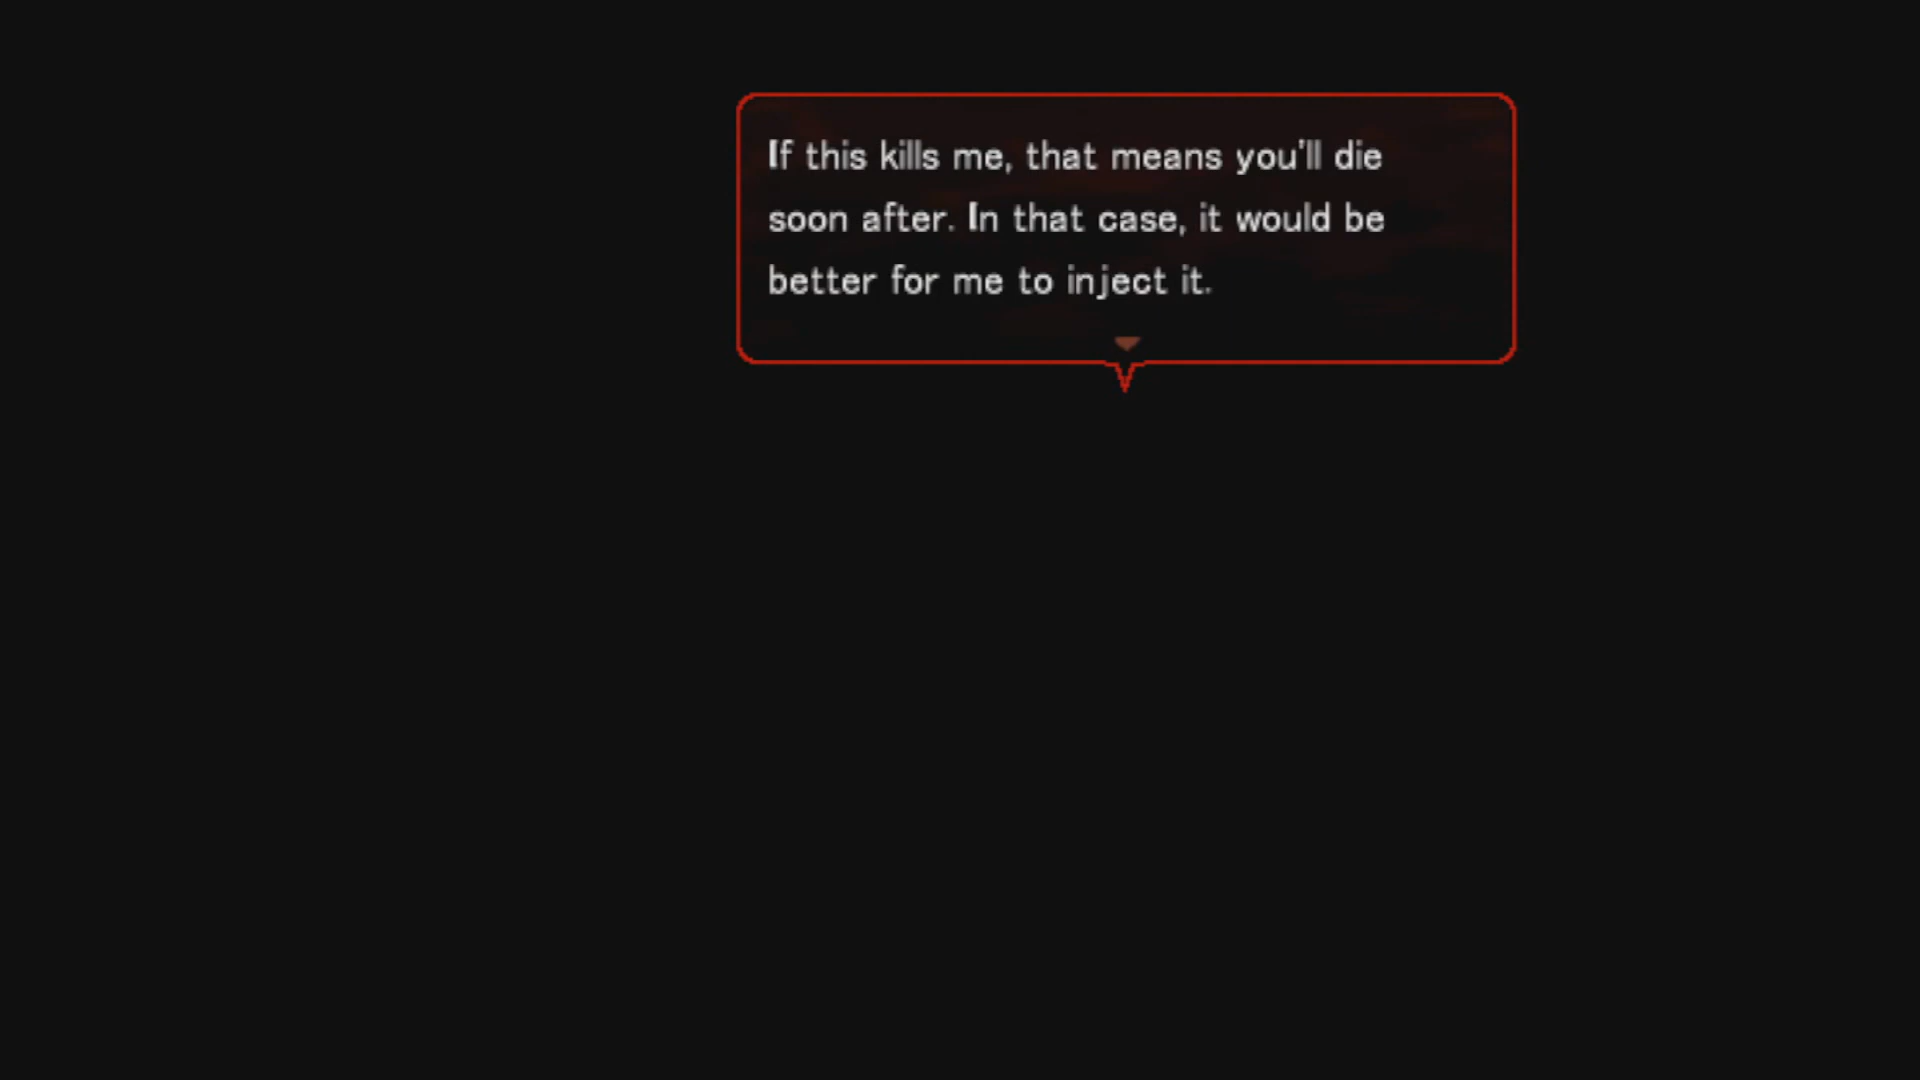 If this kills me, that means you'll die
soon after. In that case, it would be
better for me to inject it.